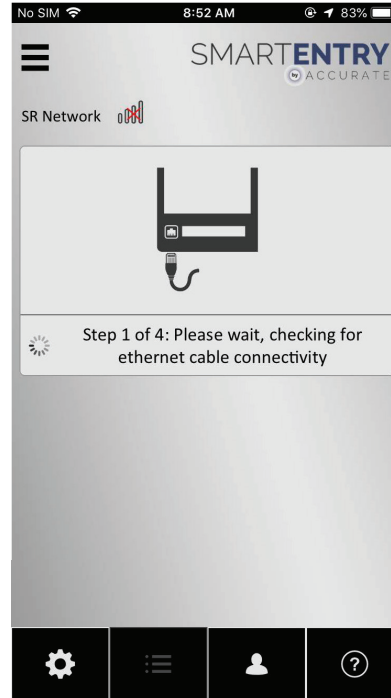 No SIM 8:52 AM 83%
SMARTENTRY
by ACCURATE
SR Network
Step 1 of 4: Please wait, checking for
ethernet cable connectivity
?